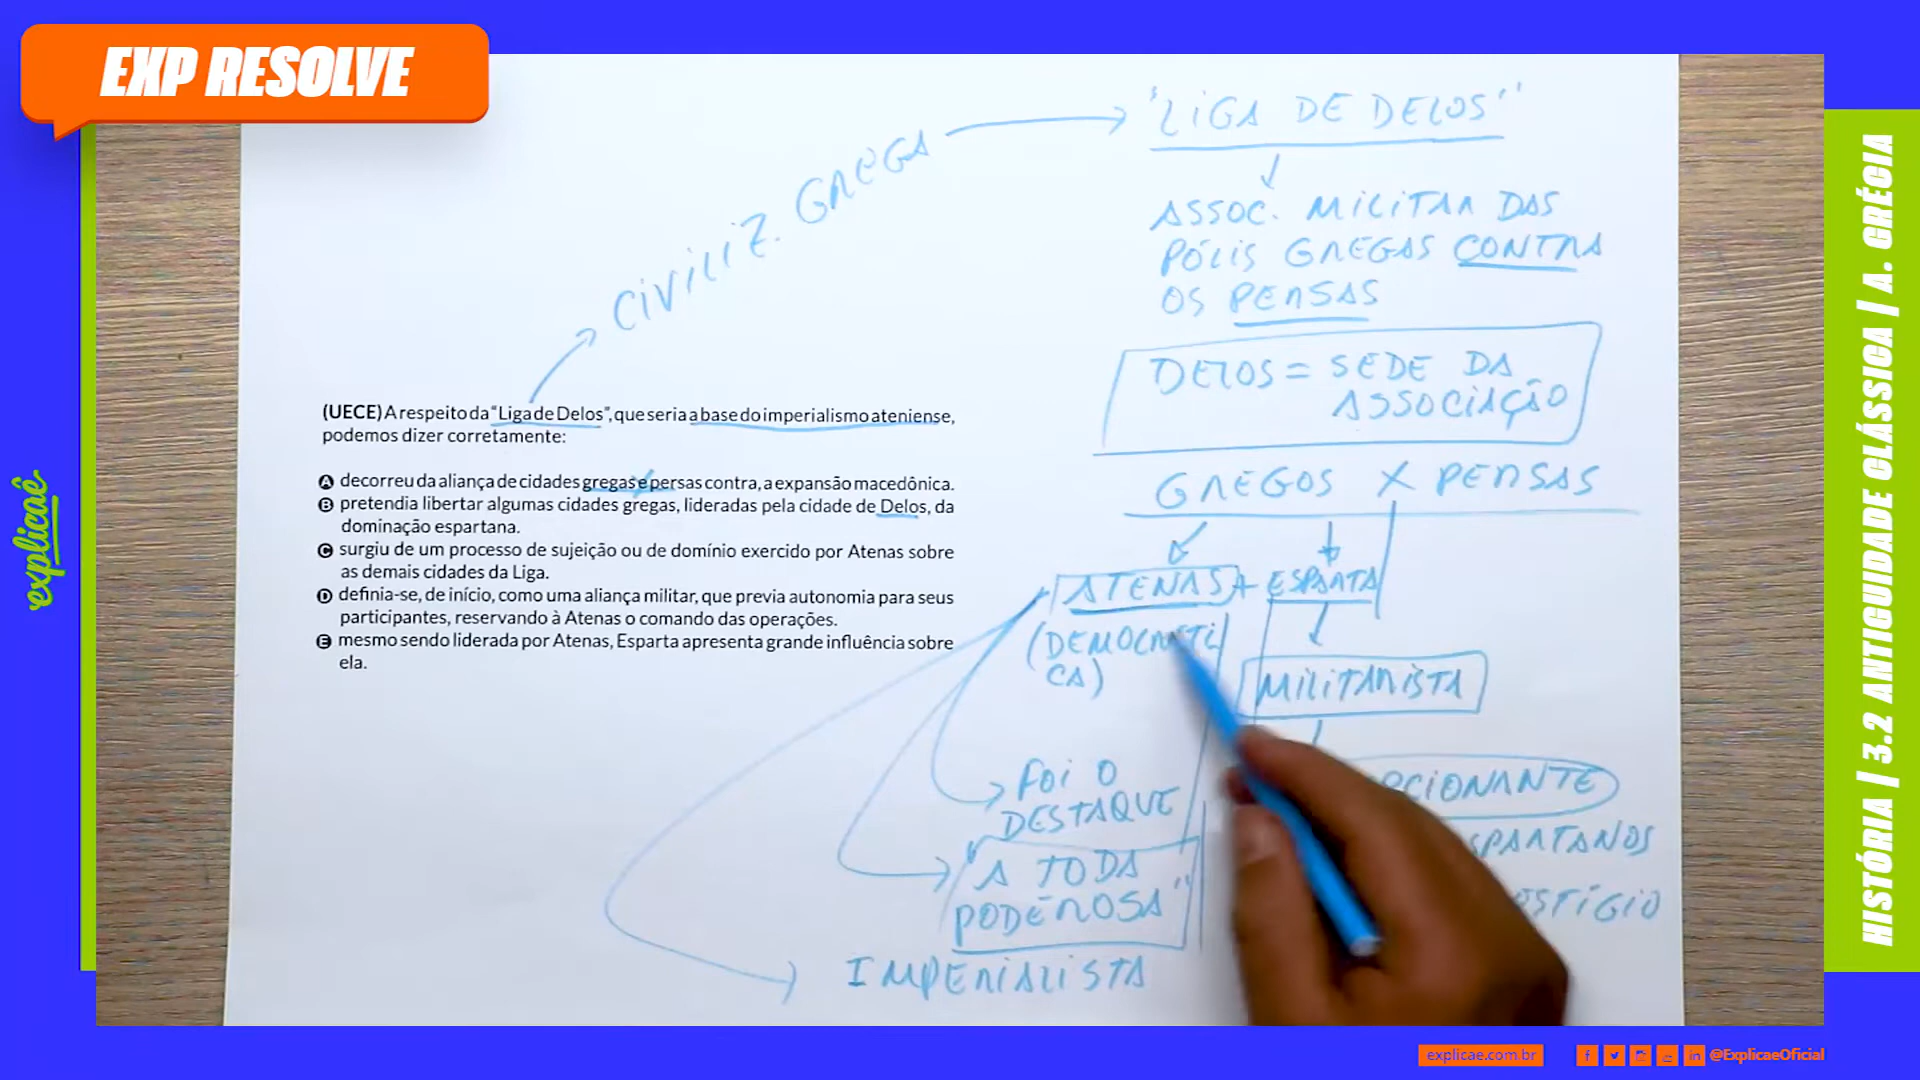 EXP RESOLVE
"LIGA DE DELOS"
CIVILIZ. GREGA
ASSOC. MILITAR DAS
PÓLIS GREGAS CONTRA
OS PERSAS
DELOS = SEDE DA
ASSOCIAÇÃO
(UECE) A respeito da “Liga de Delos”, que seria a base do imperialismo ateniense,
podemos dizer corretamente:
A decorreu da aliança de cidades gregas e persas contra, a expansão macedônica.
B pretendia libertar algumas cidades gregas, lideradas pela cidade de Delos, da
dominação espartana.
C surgiu de um processo de sujeição ou de domínio exercido por Atenas sobre
as demais cidades da Liga.
D definia-se, de início, como uma aliança militar, que previa autonomia para seus
participantes, reservando à Atenas o comando das operações.
E mesmo sendo liderada por Atenas, Esparta apresenta grande influência sobre
ela.
GREGOS X PERSAS
ATENAS + ESPARTA
(DEMOCRÁTI
CA)
MILITARISTA
FOI O
DESTAQUE
"A TODA
PODEROSA"
IMPERIALISTA
explicaê
HISTÓRIA | 3.2 ANTIGUIDADE CLÁSSICA | A. GRÉCIA
explicae.com.br
@ExplicaeOficial